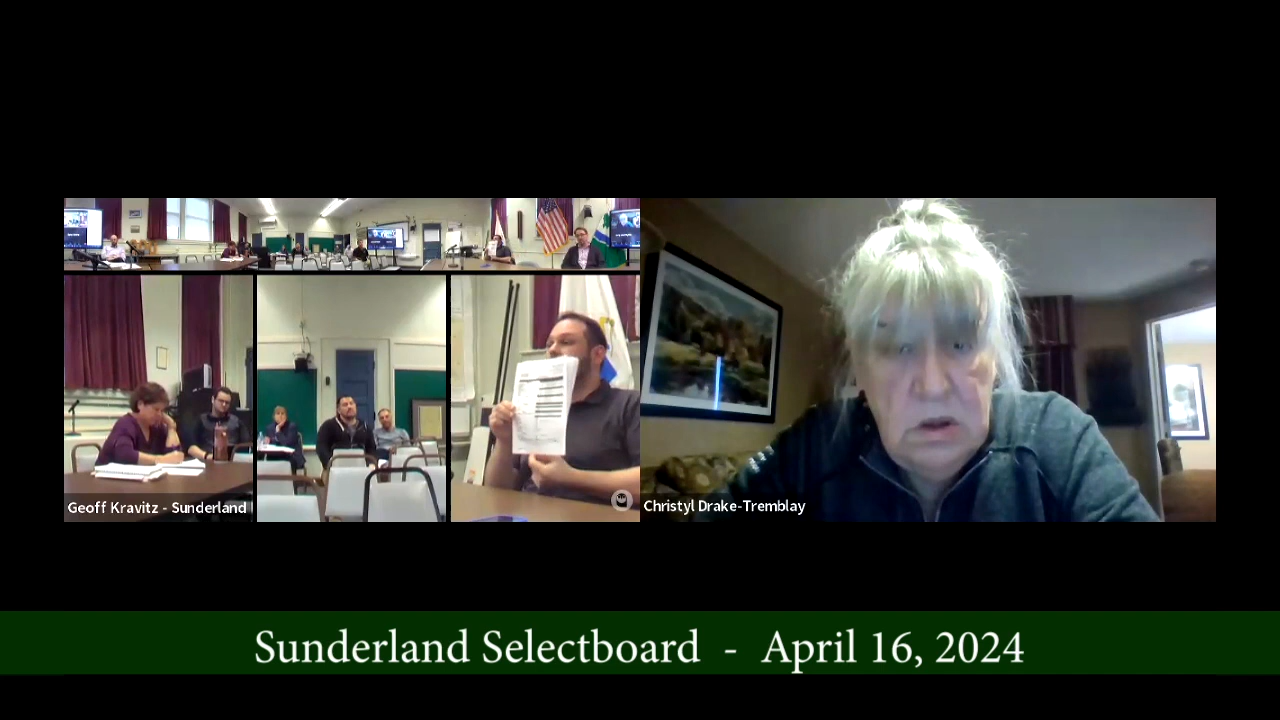 Geoff Kravitz - Sunderland
Christyl Drake-Tremblay
Sunderland Selectboard - April 16, 2024